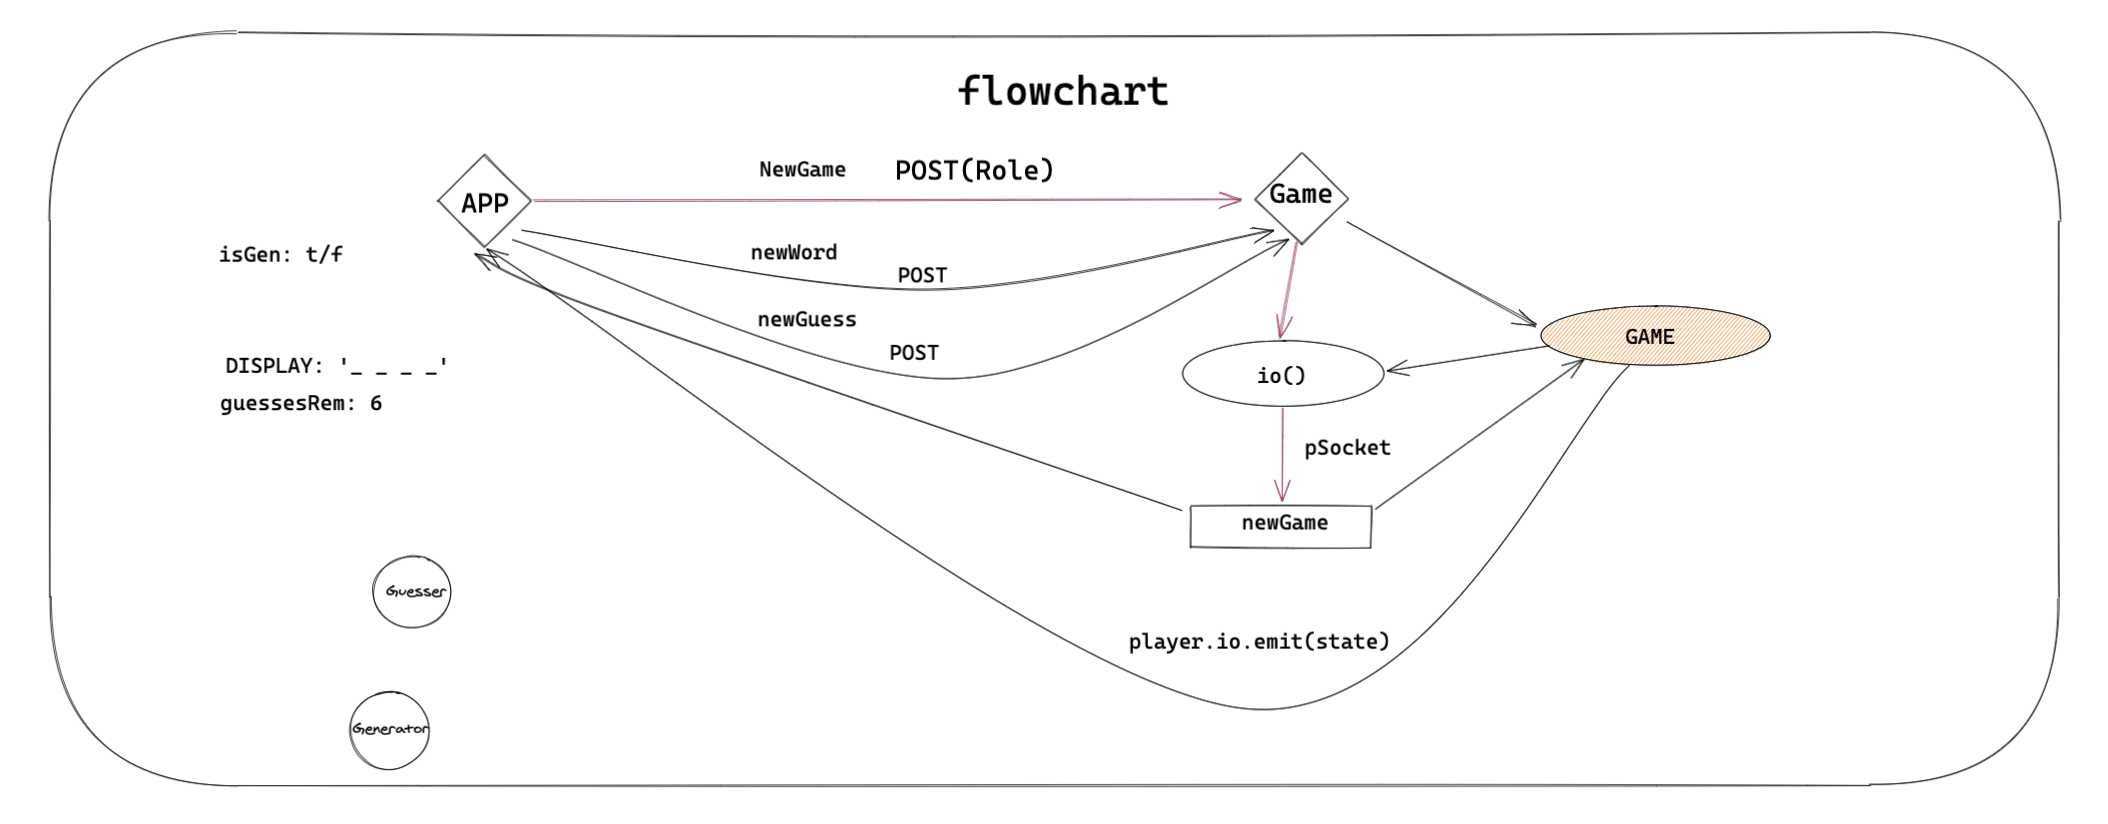 flowchart
NewGame POST(Role)
APP
Game
isGen: t/f
newWord
POST
newGuess
POST
GAME
DISPLAY: '_ _ _ _'
io()
guessesRem: 6
pSocket
newGame
Guesser
player.io.emit(state)
Generator